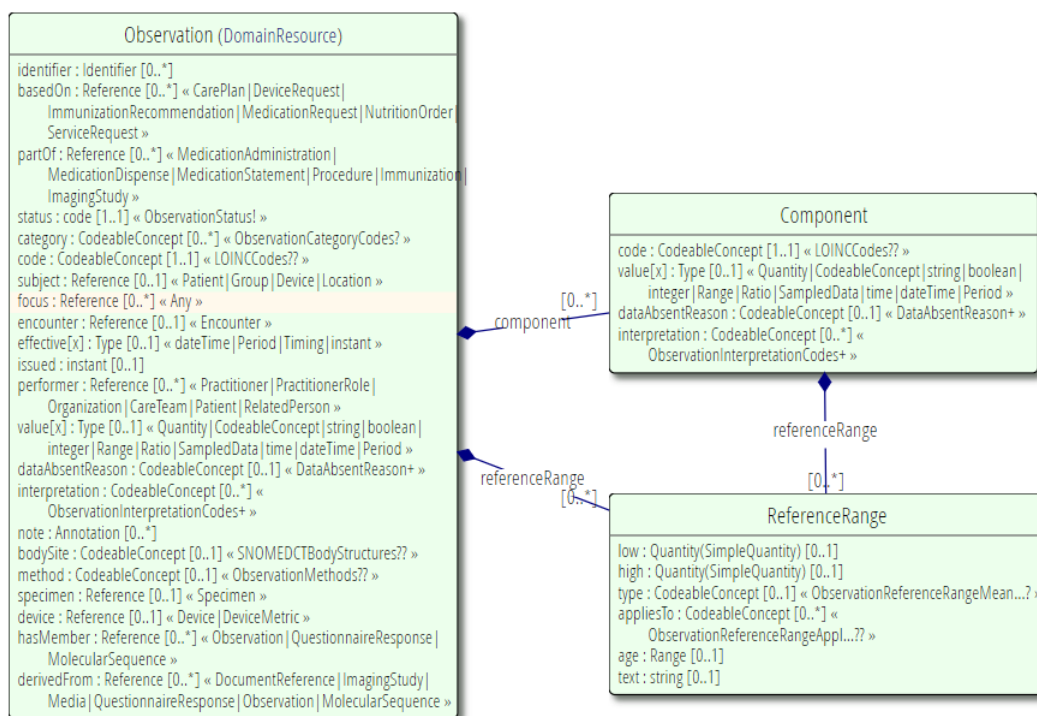 Observation (DomainResource)
identifier : Identifier [0..*]
basedOn : Reference [0..*] « CarePlan|DeviceRequest|
ImmunizationRecommendation|MedicationRequest|NutritionOrder|
ServiceRequest »
partOf : Reference [0..*] « MedicationAdministration|
MedicationDispense|MedicationStatement|Procedure|Immunization|
ImagingStudy »
status : code [1..1] « ObservationStatus! »
category : CodeableConcept [0..*] « ObservationCategoryCodes? »
code : CodeableConcept [1..1] « LOINCCodes?? »
subject : Reference [0..1] « Patient|Group|Device|Location »
focus : Reference [0..*] « Any »
encounter : Reference [0..1] « Encounter »
effective[x] : Type [0..1] « dateTime|Period|Timing|instant »
issued : instant [0..1]
performer : Reference [0..*] « Practitioner|PractitionerRole|
Organization|CareTeam|Patient|RelatedPerson »
value[x] : Type [0..1] « Quantity|CodeableConcept|string|boolean|
integer|Range|Ratio|SampledData|time|dateTime|Period »
dataAbsentReason : CodeableConcept [0..1] « DataAbsentReason+ »
interpretation : CodeableConcept [0..*] «
ObservationInterpretationCodes+ »
note : Annotation [0..*]
bodySite : CodeableConcept [0..1] « SNOMEDCTBodyStructures?? »
method : CodeableConcept [0..1] « ObservationMethods?? »
specimen : Reference [0..1] « Specimen »
device : Reference [0..1] « Device|DeviceMetric »
hasMember : Reference [0..*] « Observation|QuestionnaireResponse|
MolecularSequence »
derivedFrom : Reference [0..*] « DocumentReference|ImagingStudy|
Media|QuestionnaireResponse|Observation|MolecularSequence »
[0..*]
component
referenceRange
[0..*]
Component
code : CodeableConcept [1..1] « LOINCCodes?? »
value[x] : Type [0..1] « Quantity|CodeableConcept|string|boolean|
integer|Range|Ratio|SampledData|time|dateTime|Period »
dataAbsentReason : CodeableConcept [0..1] « DataAbsentReason+ »
interpretation : CodeableConcept [0..*] «
ObservationInterpretationCodes+ »
referenceRange
[0..*]
ReferenceRange
low : Quantity(SimpleQuantity) [0..1]
high : Quantity(SimpleQuantity) [0..1]
type : CodeableConcept [0..1] « ObservationReferenceRangeMean...? »
appliesTo : CodeableConcept [0..*] «
ObservationReferenceRangeAppl...?? »
age : Range [0..1]
text : string [0..1]